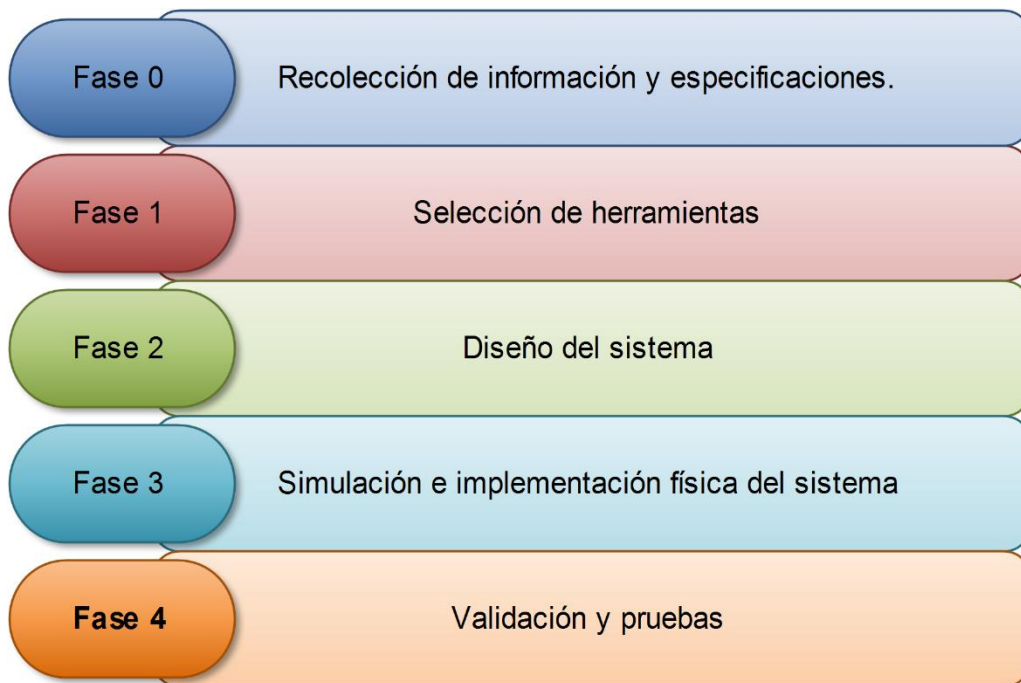 Fase 0
Recolección de información y especificaciones.
Fase 1
Selección de herramientas
Fase 2
Diseño del sistema
Fase 3
Simulación e implementación física del sistema
Fase 4
Validación y pruebas